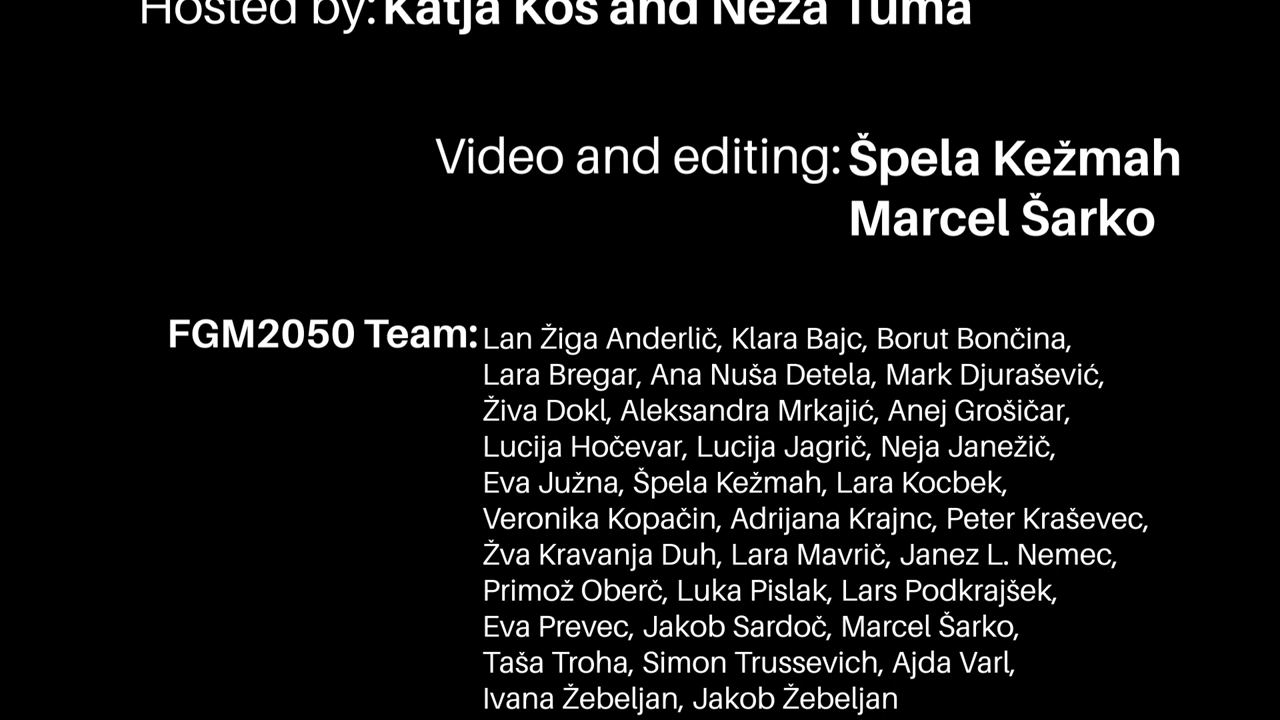 Hosted by: Katja Kos and Neža Tuma
Video and editing: Špela Kežmah
Marcel Šarko
FGM2050 Team: Lan Žiga Anderlič, Klara Bajc, Borut Bončina,
Lara Bregar, Ana Nuša Detela, Mark Djurašević,
Živa Dokl, Aleksandra Mrkajić, Anej Grošičar,
Lucija Hočevar, Lucija Jagrič, Neja Janežič,
Eva Južna, Špela Kežmah, Lara Kocbek,
Veronika Kopačin, Adrijana Krajnc, Peter Kraševec,
Žva Kravanja Duh, Lara Mavrič, Janez L. Nemec,
Primož Oberč, Luka Pislak, Lars Podkrajšek,
Eva Prevec, Jakob Sardoč, Marcel Šarko,
Taša Troha, Simon Trussevich, Ajda Varl,
Ivana Žebeljan, Jakob Žebeljan